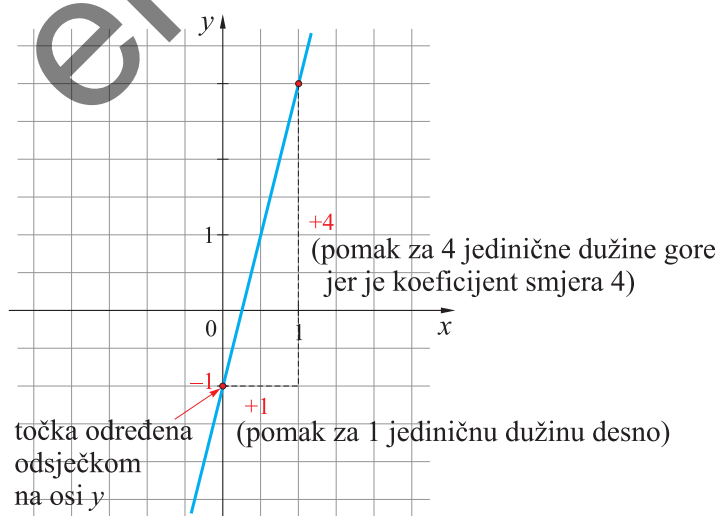 y
1
+4
(pomak za 4 jedinične dužine gore
jer je koeficijent smjera 4)
0
1
x
–1
+1
točka određena
(pomak za 1 jediničnu dužinu desno)
odsječkom
na osi y